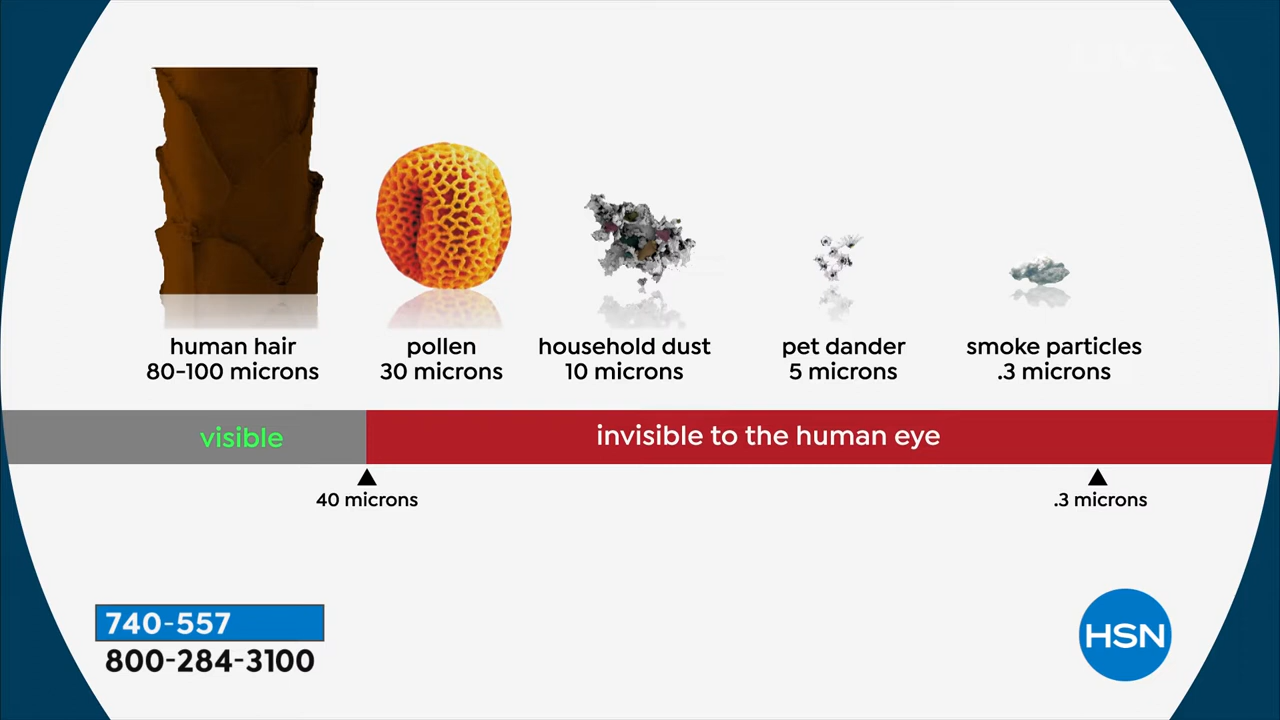 human hair
80-100 microns
pollen
30 microns
household dust
10 microns
pet dander
5 microns
smoke particles
.3 microns
visible
invisible to the human eye
40 microns
.3 microns
740-557
800-284-3100
HSN